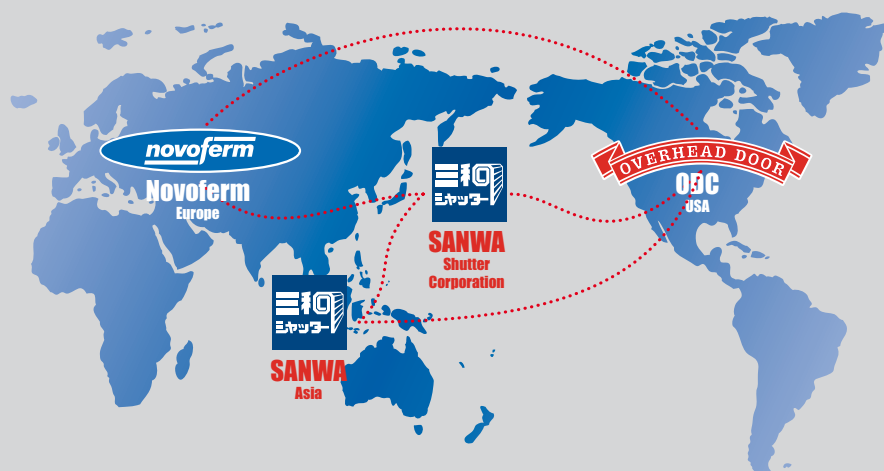 novoferm
Novoferm
Europe
三和
シャッター
SANWA
Shutter
Corporation
OVERHEAD DOOR
ODC
USA
三和
シャッター
SANWA
Asia